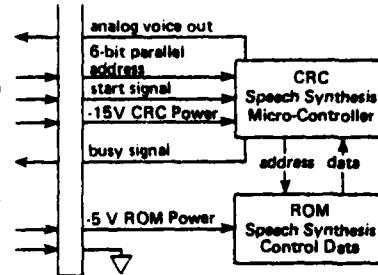 analog voice out
6-bit parallel
address
start signal
-15V CRC Power
busy signal
CRC
Speech Synthesis
Micro-Controller
address data
-5 V ROM Power
ROM
Speech Synthesis
Control Data